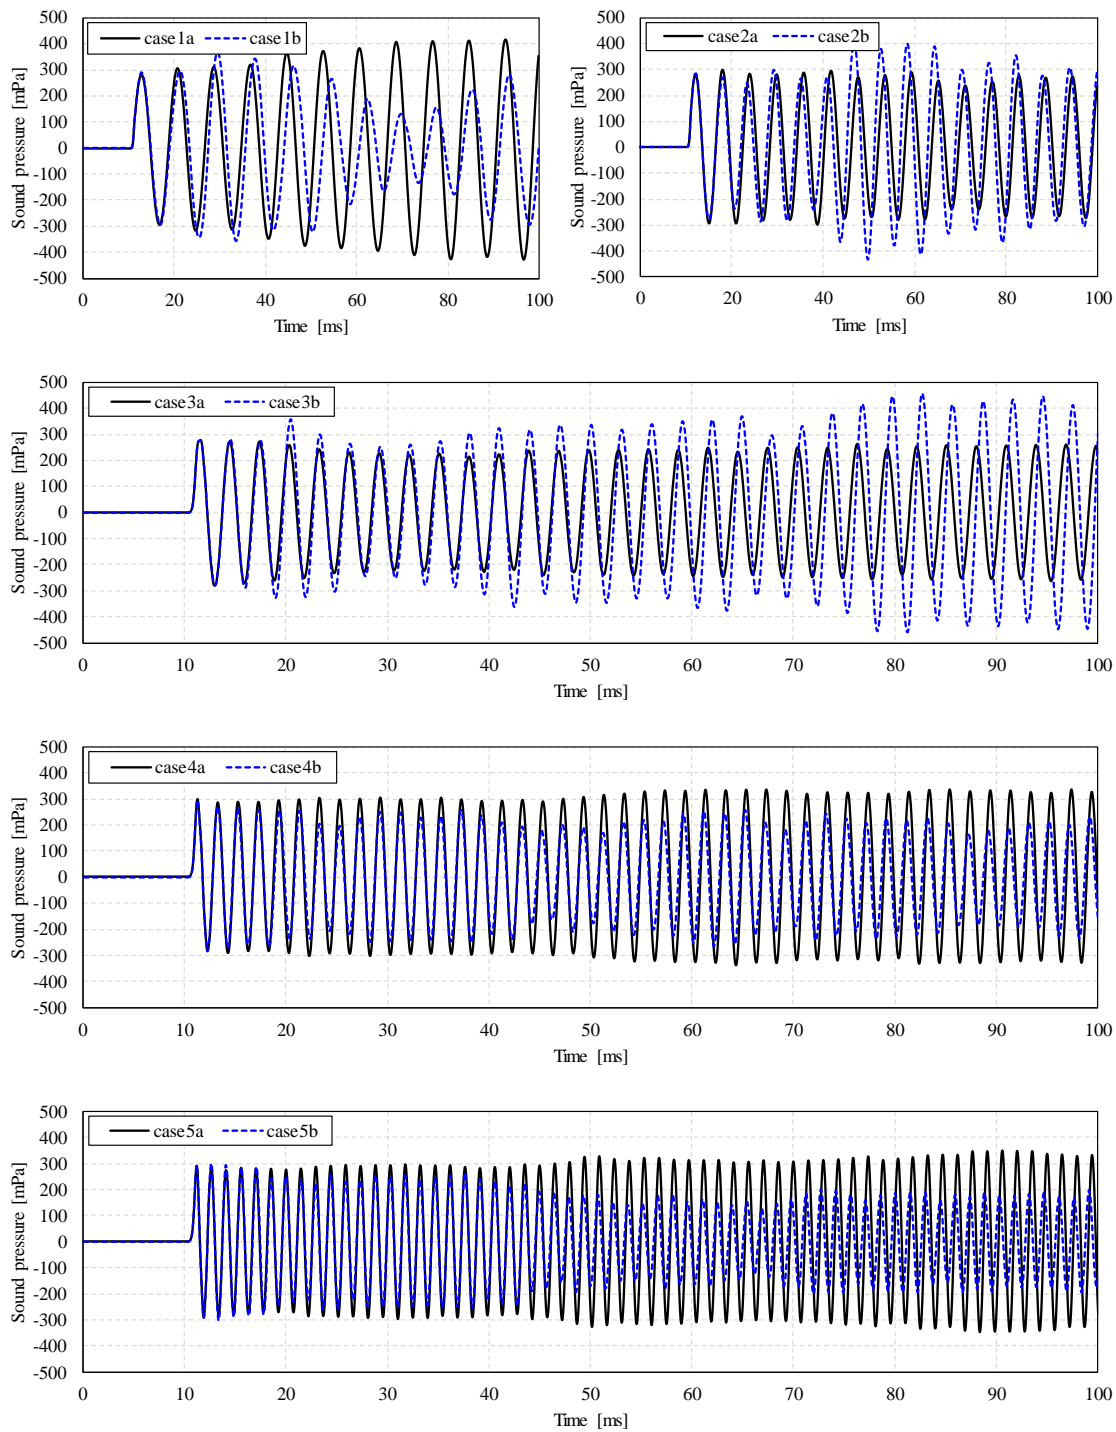 500
400
300
200
100
0
-100
-200
-300
-400
-500
Sound pressure [mPa]
case1a case1b
0 20 40 60 80 100
Time [ms]
500
400
300
200
100
0
-100
-200
-300
-400
-500
Sound pressure [mPa]
case2a case2b
0 20 40 60 80 100
Time [ms]
500
400
300
200
100
0
-100
-200
-300
-400
-500
Sound pressure [mPa]
case3a case3b
0 10 20 30 40 50 60 70 80 90 100
Time [ms]
500
400
300
200
100
0
-100
-200
-300
-400
-500
Sound pressure [mPa]
case4a case4b
0 10 20 30 40 50 60 70 80 90 100
Time [ms]
500
400
300
200
100
0
-100
-200
-300
-400
-500
Sound pressure [mPa]
case5a case5b
0 10 20 30 40 50 60 70 80 90 100
Time [ms]